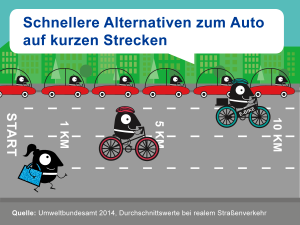 Schnellere Alternativen zum Auto
auf kurzen Strecken
START
1 KM
5 KM
10 KM
E-BIKE
Quelle: Umweltbundesamt 2014, Durchschnittswerte bei realem Straßenverkehr